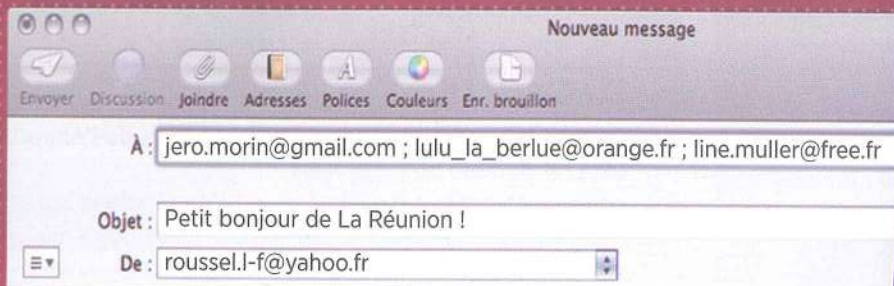 Nouveau message
Envoyer Discussion Joindre Adresses Polices Couleurs Enr. brouillon
À : jero.morin@gmail.com ; lulu_la_berlue@orange.fr ; line.muller@free.fr
Objet : Petit bonjour de La Réunion !
De : roussel.l-f@yahoo.fr